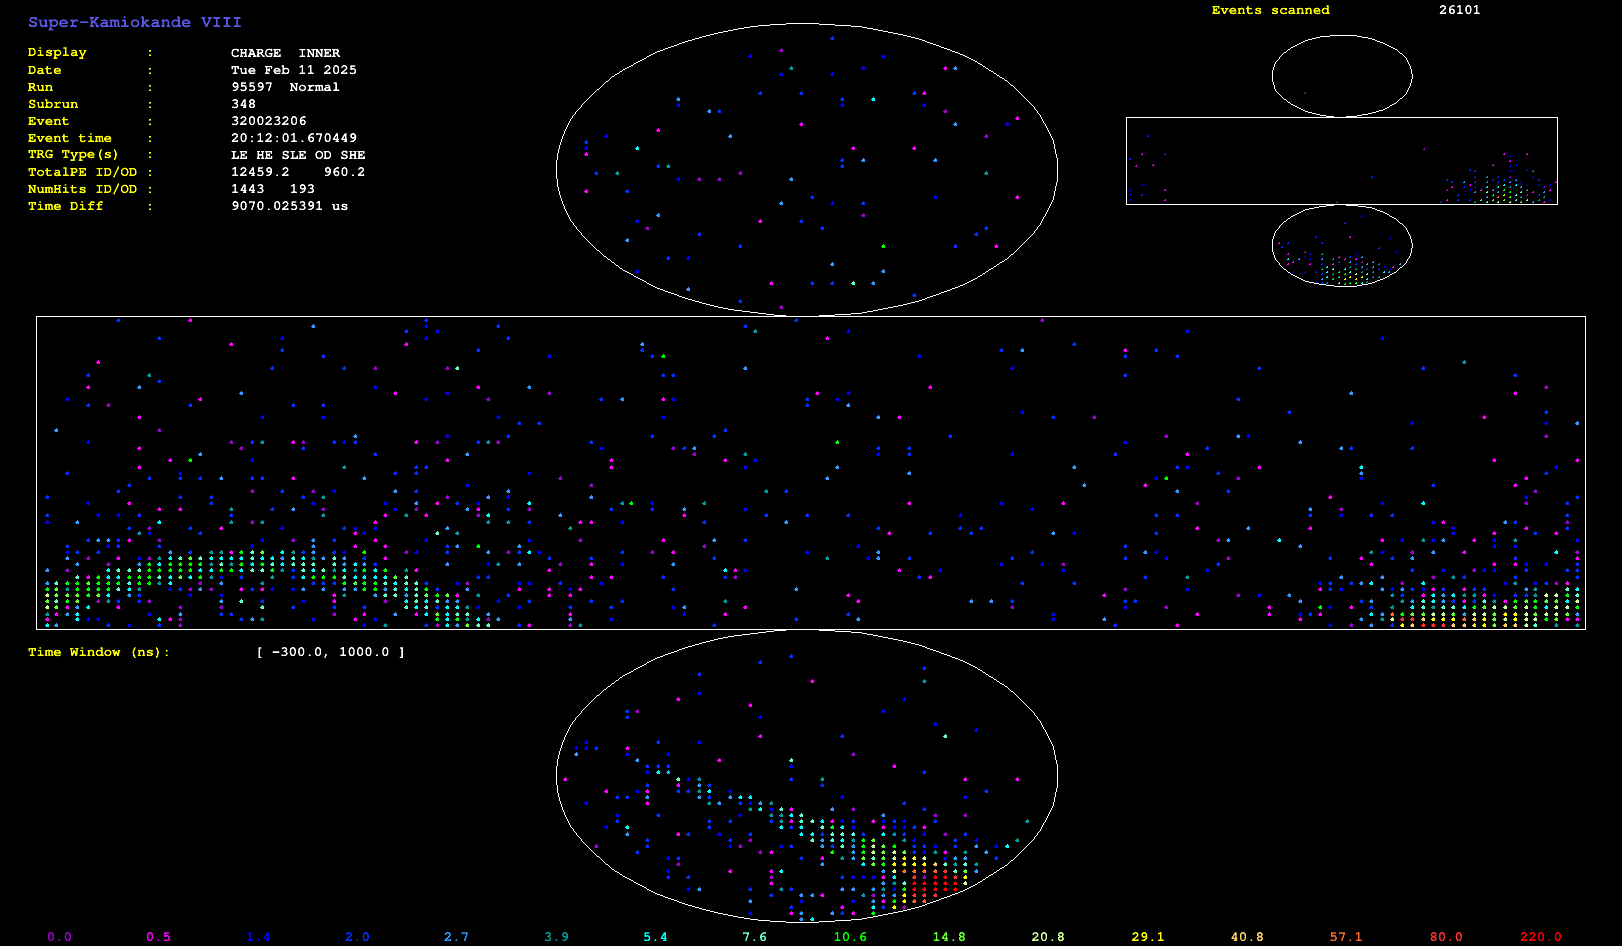 Super-Kamiokande VIII
Events scanned 26101
Display : CHARGE INNER
Date : Tue Feb 11 2025
Run : 95597 Normal
Subrun : 348
Event : 320023206
Event time : 20:12:01.670449
TRG Type(s) : LE HE SLE OD SHE
TotalPE ID/OD : 12459.2 960.2
NumHits ID/OD : 1443 193
Time Diff : 9070.025391 us
Time Window (ns): [ -300.0, 1000.0 ]
0.0 0.5 1.4 2.0 2.7 3.9 5.4 7.6 10.6 14.8 20.8 29.1 40.8 57.1 80.0 220.0